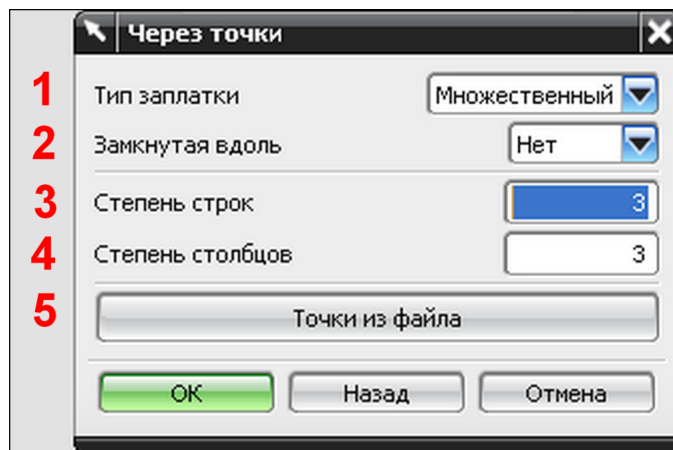 Через точки
1 Тип заплатки Множественный
2 Замкнутая вдоль Нет
3 Степень строк 3
4 Степень столбцов 3
5 Точки из файла
ОК Назад Отмена